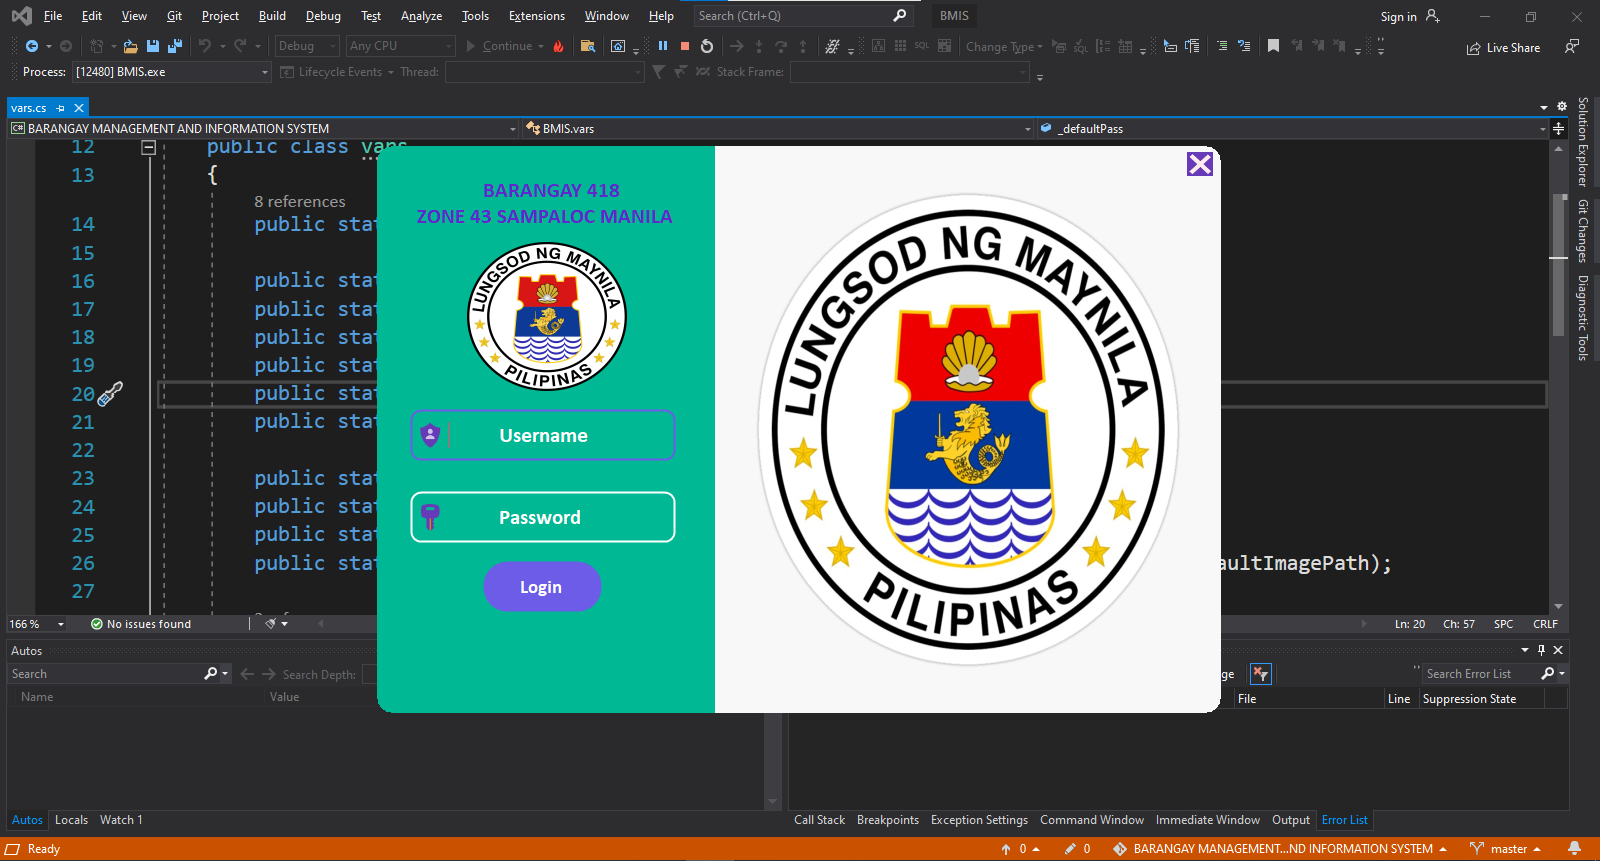 File Edit View Git Project Build Debug Test Analyze Tools Extensions Window Help Search (Ctrl+Q) BMIS Sign in
Debug Any CPU Continue SQL Change Type SQL Live Share
Process: [12480] BMIS.exe Lifecycle Events Thread: Stack Frame:
vars.cs
C# BARANGAY MANAGEMENT AND INFORMATION SYSTEM BMIS.vars _defaultPass
12 public class vars
13 {
8 references
14 public stat
15
16 public stat
17 public stat
18 public stat
19 public stat
20 public stat
21 public stat
22
23 public stat
24 public stat
25 public stat
26 public stat aultImagePath);
27
BARANGAY 418
ZONE 43 SAMPALOC MANILA
LUNGSOD NG MAYNILA
PILIPINAS
Username
Password
Login
LUNGSOD NG MAYNILA
PILIPINAS
Solution Explorer
Git Changes
Diagnostic Tools
166 % No issues found Ln: 20 Ch: 57 SPC CRLF
Autos
Search Search Depth: ge Search Error List
Name Value File Line Suppression State
Autos Locals Watch 1 Call Stack Breakpoints Exception Settings Command Window Immediate Window Output Error List
Ready 0 0 BARANGAY MANAGEMENT...ND INFORMATION SYSTEM master